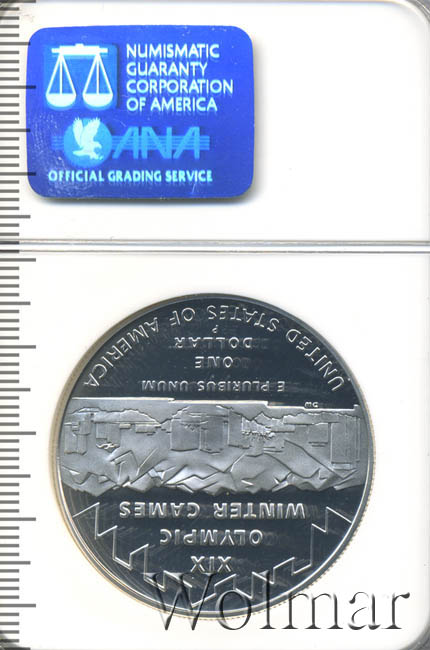 NUMISMATIC
GUARANTY
CORPORATION
OF AMERICA
ANA
OFFICIAL GRADING SERVICE
XIX
OLYMPIC
WINTER GAMES
DW
E PLURIBUS UNUM
ONE
DOLLAR
P
UNITED STATES OF AMERICA
Wolmar